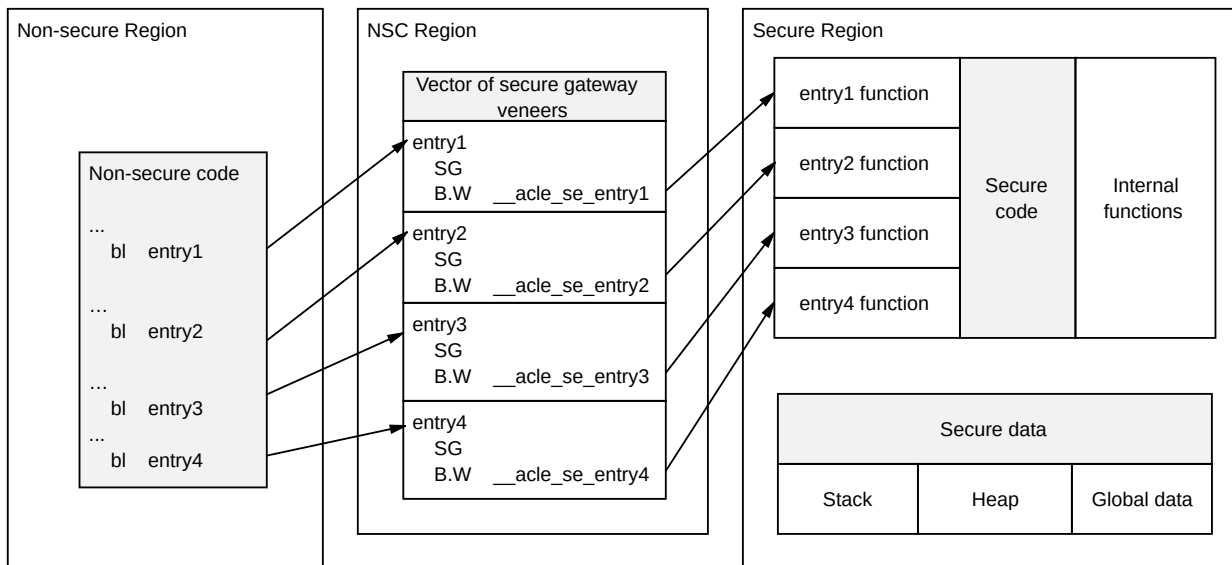 Non-secure Region
Non-secure code
...
bl entry1
...
bl entry2
...
bl entry3
...
bl entry4
NSC Region
Vector of secure gateway
veneers
entry1
SG
B.W __acle_se_entry1
entry2
SG
B.W __acle_se_entry2
entry3
SG
B.W __acle_se_entry3
entry4
SG
B.W __acle_se_entry4
Secure Region
entry1 function
entry2 function
entry3 function
entry4 function
Secure
code
Internal
functions
Secure data
Stack
Heap
Global data